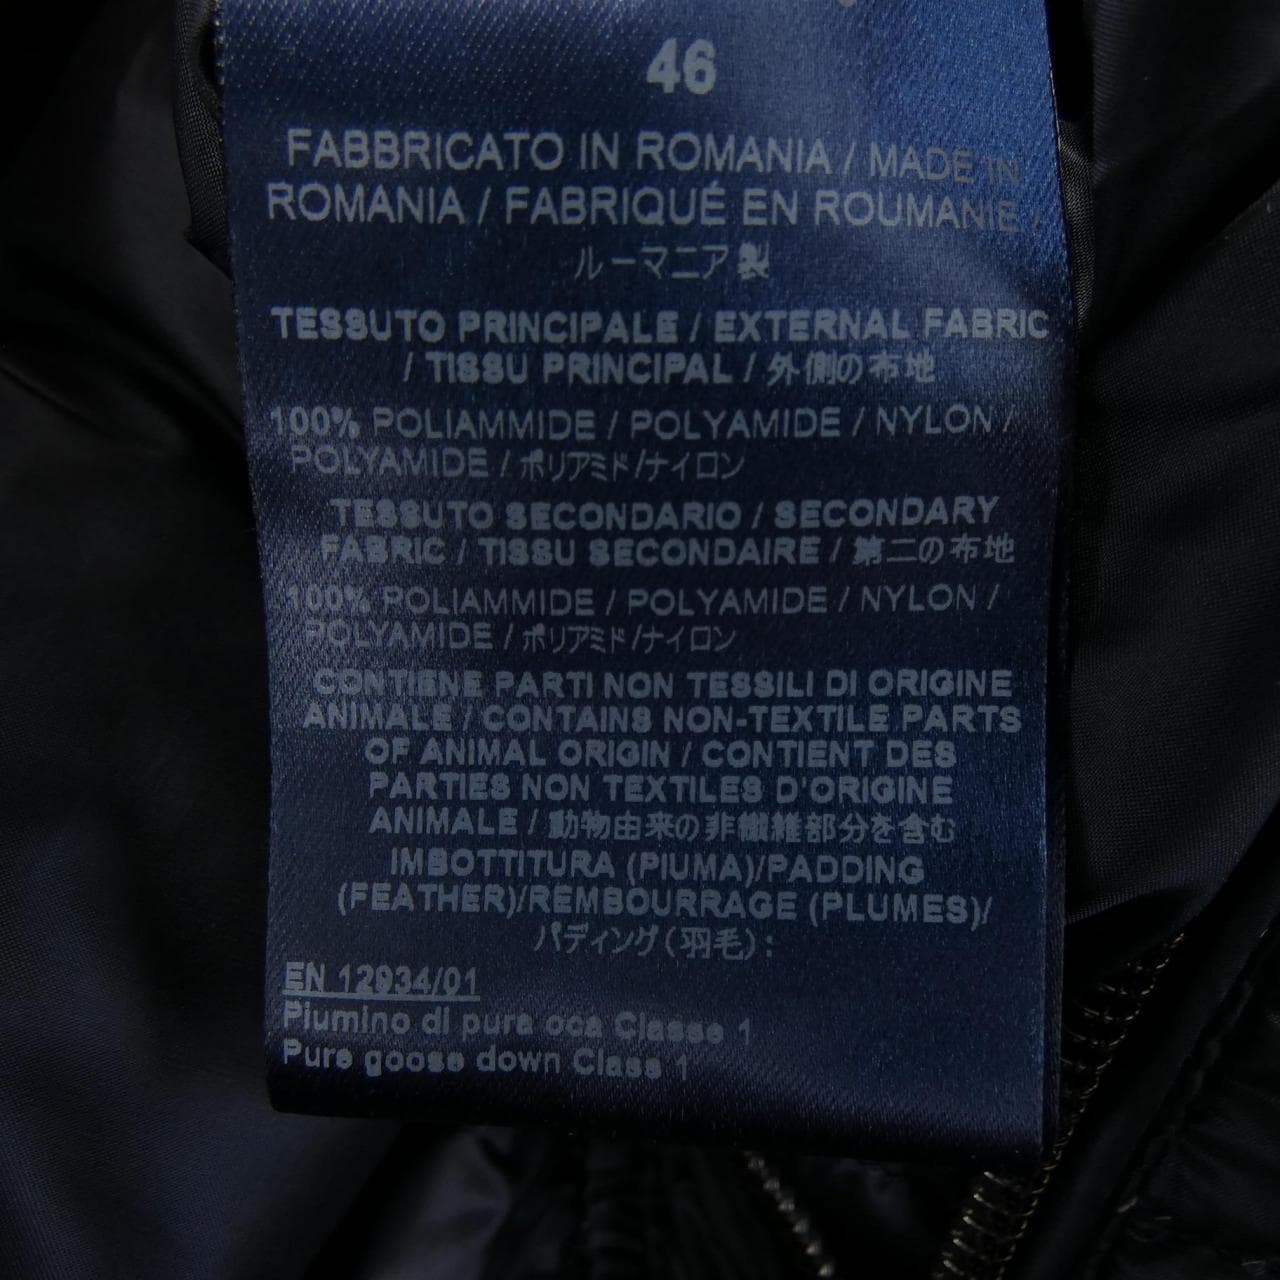 46
FABBRICATO IN ROMANIA / MADE IN
ROMANIA / FABRIQUÉ EN ROUMANIE /
ルーマニア製
TESSUTO PRINCIPALE / EXTERNAL FABRIC
/ TISSU PRINCIPAL / 外側の布地
100% POLIAMMIDE / POLYAMIDE / NYLON /
POLYAMIDE / ポリアミド/ナイロン
TESSUTO SECONDARIO / SECONDARY
FABRIC / TISSU SECONDAIRE / 第二の布地
100% POLIAMMIDE / POLYAMIDE / NYLON /
POLYAMIDE / ポリアミド/ナイロン
CONTIENE PARTI NON TESSILI DI ORIGINE
ANIMALE / CONTAINS NON-TEXTILE PARTS
OF ANIMAL ORIGIN / CONTIENT DES
PARTIES NON TEXTILES D'ORIGINE
ANIMALE / 動物由来の非繊維部分を含む
IMBOTTITURA (PIUMA)/PADDING
(FEATHER)/REMBOURRAGE (PLUMES)/
パディング(羽毛):
EN 12934/01
Piumino di pura oca Classe 1
Pure goose down Class 1